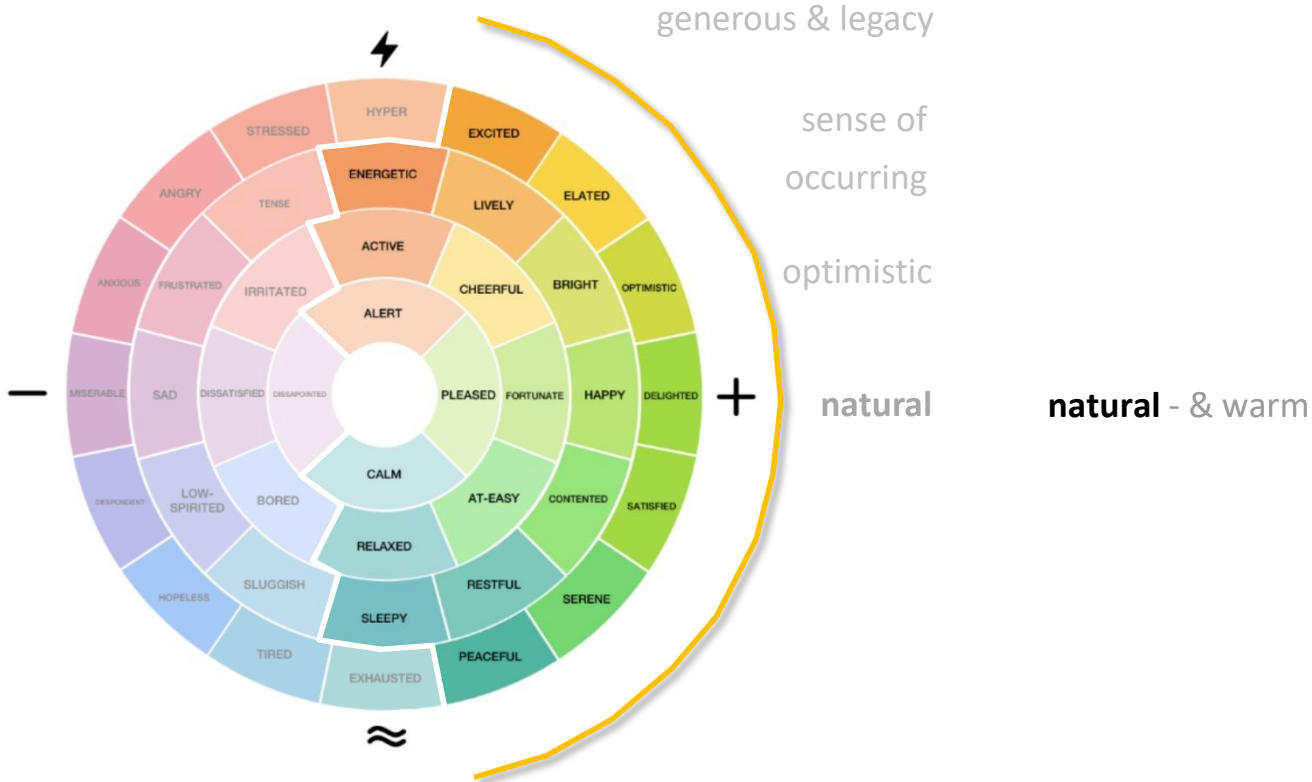 generous & legacy
HYPER
STRESSED
EXCITED
ENERGETIC
ANGRY
ELATED
TENSE
LIVELY
ACTIVE
sense of
occurring
ANXIOUS
FRUSTRATED
IRRITATED
CHEERFUL
BRIGHT
OPTIMISTIC
optimistic
ALERT
MISERABLE
SAD
DISSATISFIED
DISSAPOINTED
PLEASED
FORTUNATE
HAPPY
DELIGHTED
natural
natural - & warm
CALM
DESPONDENT
LOW-
SPIRITED
BORED
AT-EASY
CONTENTED
SATISFIED
RELAXED
HOPELESS
SLUGGISH
RESTFUL
SERENE
SLEEPY
TIRED
PEACEFUL
EXHAUSTED